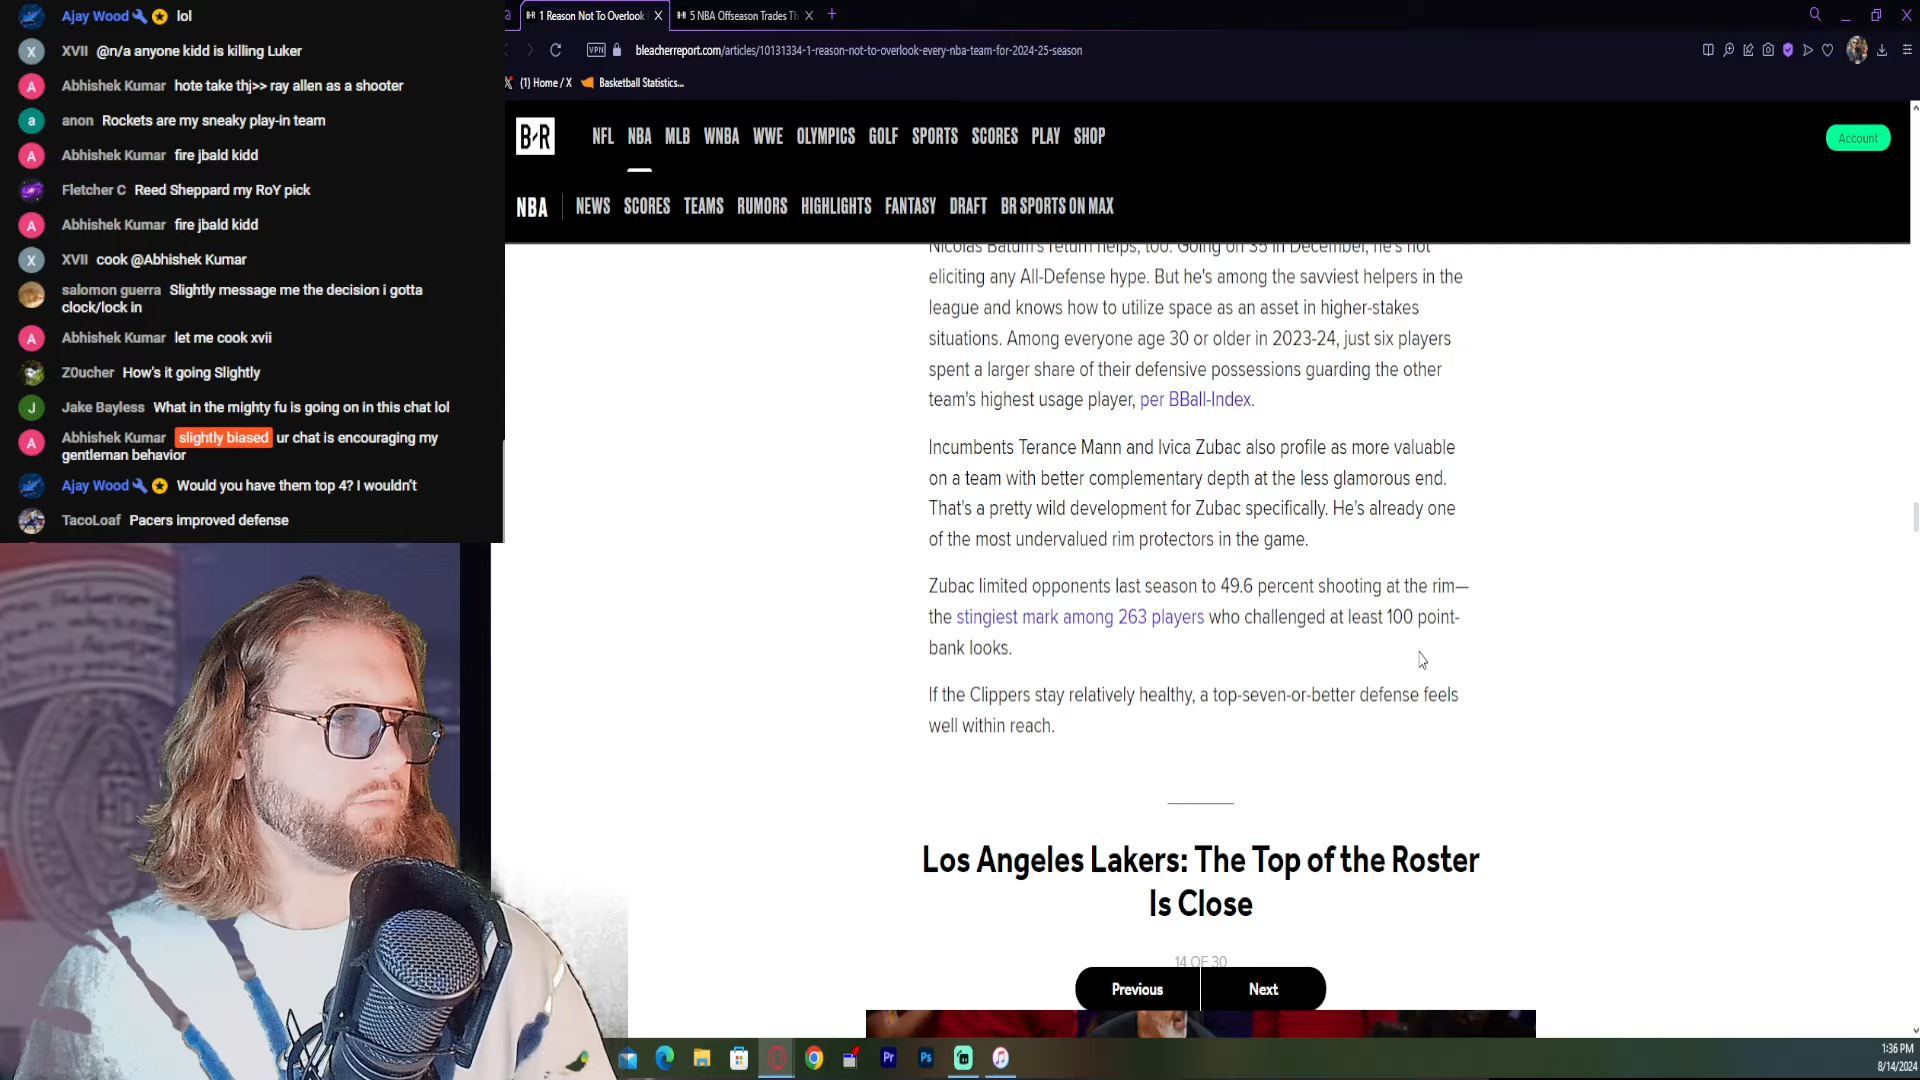 Ajay Wood lol
X XVII @n/a anyone kidd is killing Luker
A Abhishek Kumar hote take thj>> ray allen as a shooter
a anon Rockets are my sneaky play-in team
A Abhishek Kumar fire jbald kidd
Fletcher C Reed Sheppard my RoY pick
A Abhishek Kumar fire jbald kidd
X XVII cook @Abhishek Kumar
salomon guerra Slightly message me the decision i gotta
clock/lock in
A Abhishek Kumar let me cook xvii
Z0ucher How's it going Slightly
J Jake Bayless What in the mighty fu is going on in this chat lol
A Abhishek Kumar slightly biased ur chat is encouraging my
gentleman behavior
Ajay Wood Would you have them top 4? I wouldn't
TacoLoaf Pacers improved defense
B-R 1 Reason Not To Overlook
B-R 5 NBA Offseason Trades Th
VPN bleacherreport.com/articles/10131334-1-reason-not-to-overlook-every-nba-team-for-2024-25-season
(1) Home / X Basketball Statistics...
B-R NFL NBA MLB WNBA WWE OLYMPICS GOLF SPORTS SCORES PLAY SHOP Account
NBA NEWS SCORES TEAMS RUMORS HIGHLIGHTS FANTASY DRAFT BR SPORTS ON MAX
Nicolas Batum's return helps, too. Going on 35 in December, he's not
eliciting any All-Defense hype. But he's among the savviest helpers in the
league and knows how to utilize space as an asset in higher-stakes
situations. Among everyone age 30 or older in 2023-24, just six players
spent a larger share of their defensive possessions guarding the other
team's highest usage player, per BBall-Index.
Incumbents Terance Mann and Ivica Zubac also profile as more valuable
on a team with better complementary depth at the less glamorous end.
That's a pretty wild development for Zubac specifically. He's already one
of the most undervalued rim protectors in the game.
Zubac limited opponents last season to 49.6 percent shooting at the rim—
the stingiest mark among 263 players who challenged at least 100 point-
bank looks.
If the Clippers stay relatively healthy, a top-seven-or-better defense feels
well within reach.
Los Angeles Lakers: The Top of the Roster
Is Close
14 OF 30
Previous Next
Pr Ps
1:36 PM
8/14/2024